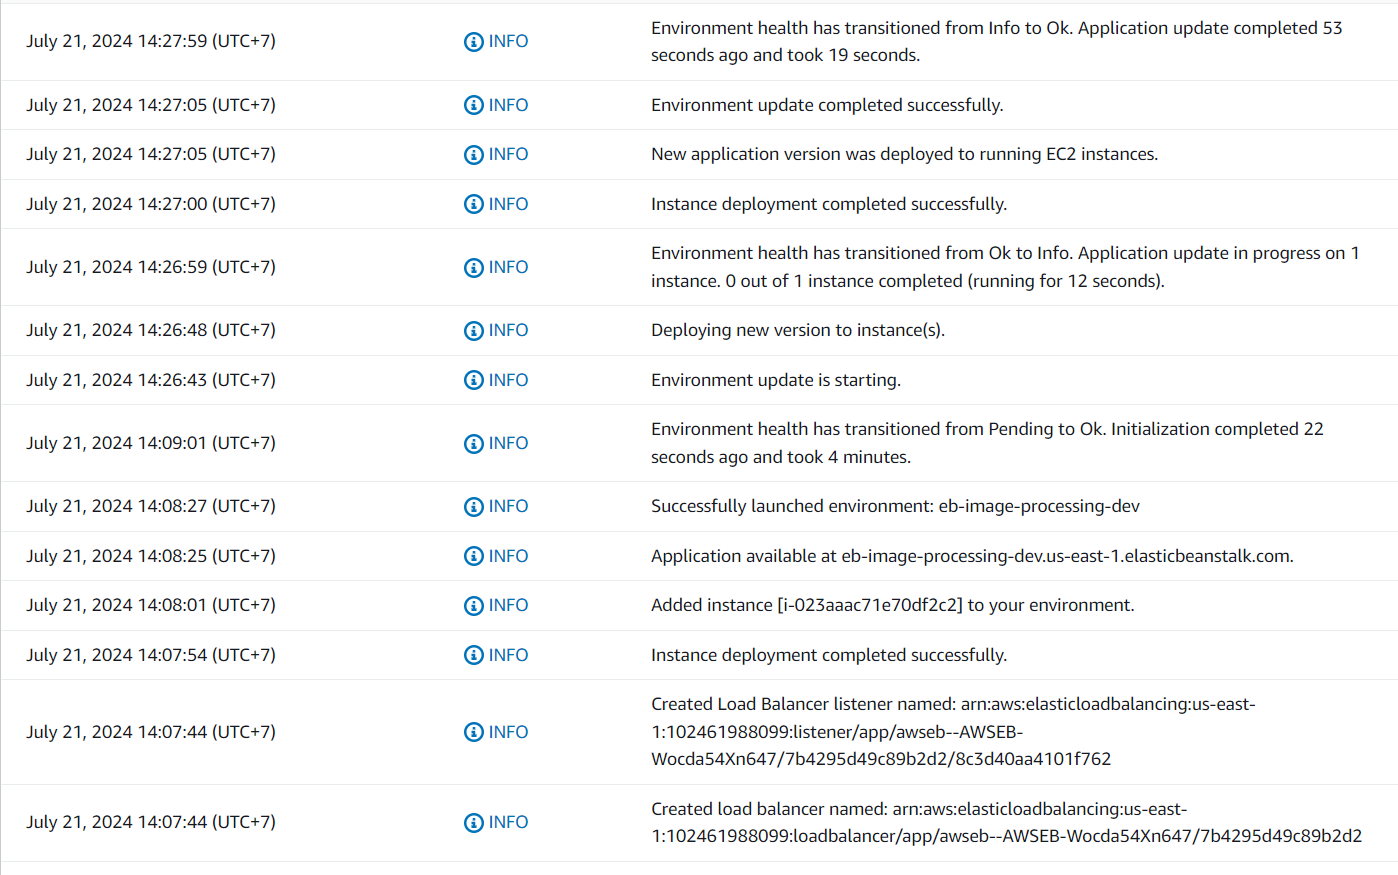 July 21, 2024 14:27:59 (UTC+7) INFO Environment health has transitioned from Info to Ok. Application update completed 53
seconds ago and took 19 seconds.
July 21, 2024 14:27:05 (UTC+7) INFO Environment update completed successfully.
July 21, 2024 14:27:05 (UTC+7) INFO New application version was deployed to running EC2 instances.
July 21, 2024 14:27:00 (UTC+7) INFO Instance deployment completed successfully.
July 21, 2024 14:26:59 (UTC+7) INFO Environment health has transitioned from Ok to Info. Application update in progress on 1
instance. 0 out of 1 instance completed (running for 12 seconds).
July 21, 2024 14:26:48 (UTC+7) INFO Deploying new version to instance(s).
July 21, 2024 14:26:43 (UTC+7) INFO Environment update is starting.
July 21, 2024 14:09:01 (UTC+7) INFO Environment health has transitioned from Pending to Ok. Initialization completed 22
seconds ago and took 4 minutes.
July 21, 2024 14:08:27 (UTC+7) INFO Successfully launched environment: eb-image-processing-dev
July 21, 2024 14:08:25 (UTC+7) INFO Application available at eb-image-processing-dev.us-east-1.elasticbeanstalk.com.
July 21, 2024 14:08:01 (UTC+7) INFO Added instance [i-023aaac71e70df2c2] to your environment.
July 21, 2024 14:07:54 (UTC+7) INFO Instance deployment completed successfully.
July 21, 2024 14:07:44 (UTC+7) INFO Created Load Balancer listener named: arn:aws:elasticloadbalancing:us-east-
1:102461988099:listener/app/awseb--AWSEB-
Wocda54Xn647/7b4295d49c89b2d2/8c3d40aa4101f762
July 21, 2024 14:07:44 (UTC+7) INFO Created load balancer named: arn:aws:elasticloadbalancing:us-east-
1:102461988099:loadbalancer/app/awseb--AWSEB-Wocda54Xn647/7b4295d49c89b2d2